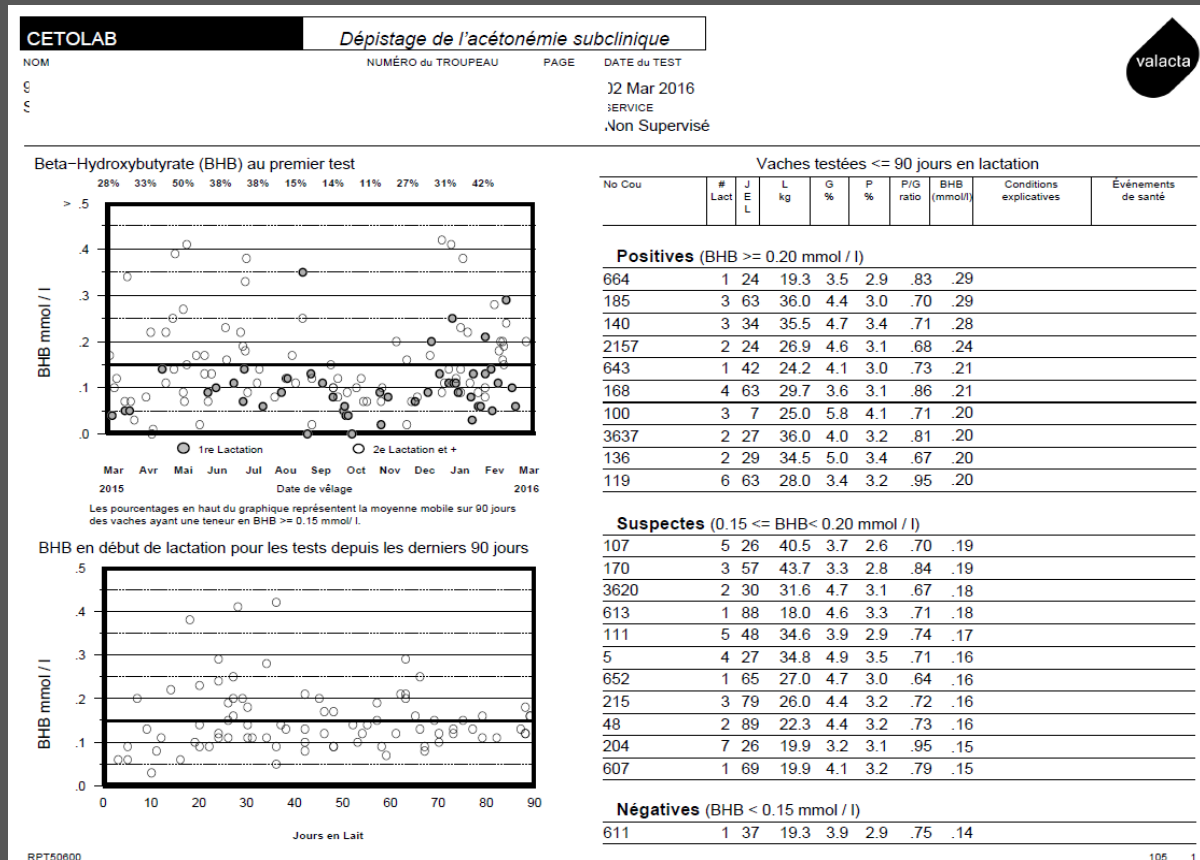 CETOLAB
Dépistage de l'acétonémie subclinique
valacta
NOM
NUMÉRO du TROUPEAU
PAGE
DATE du TEST
02 Mar 2016
SERVICE
Non Supervisé
Beta-Hydroxybutyrate (BHB) au premier test
28% 33% 50% 38% 38% 15% 14% 11% 27% 31% 42%
> .5
.4
.3
.2
.1
.0
BHB mmol / l
1re Lactation
2e Lactation et +
Mar Avr Mai Jun Jul Aou Sep Oct Nov Dec Jan Fev Mar
2015 Date de vêlage 2016
Les pourcentages en haut du graphique représentent la moyenne mobile sur 90 jours
des vaches ayant une teneur en BHB >= 0.15 mmol/ l.
BHB en début de lactation pour les tests depuis les derniers 90 jours
.5
.4
.3
.2
.1
.0
BHB mmol / l
0 10 20 30 40 50 60 70 80 90
Jours en Lait
RPT50600
Vaches testées <= 90 jours en lactation
No Cou # Lact J E L L kg G % P % P/G ratio BHB (mmol/l) Conditions explicatives Événements de santé
Positives (BHB >= 0.20 mmol / l)
664 1 24 19.3 3.5 2.9 .83 .29
185 3 63 36.0 4.4 3.0 .70 .29
140 3 34 35.5 4.7 3.4 .71 .28
2157 2 24 26.9 4.6 3.1 .68 .24
643 1 42 24.2 4.1 3.0 .73 .21
168 4 63 29.7 3.6 3.1 .86 .21
100 3 7 25.0 5.8 4.1 .71 .20
3637 2 27 36.0 4.0 3.2 .81 .20
136 2 29 34.5 5.0 3.4 .67 .20
119 6 63 28.0 3.4 3.2 .95 .20
Suspectes (0.15 <= BHB< 0.20 mmol / l)
107 5 26 40.5 3.7 2.6 .70 .19
170 3 57 43.7 3.3 2.8 .84 .19
3620 2 30 31.6 4.7 3.1 .67 .18
613 1 88 18.0 4.6 3.3 .71 .18
111 5 48 34.6 3.9 2.9 .74 .17
5 4 27 34.8 4.9 3.5 .71 .16
652 1 65 27.0 4.7 3.0 .64 .16
215 3 79 26.0 4.4 3.2 .72 .16
48 2 89 22.3 4.4 3.2 .73 .16
204 7 26 19.9 3.2 3.1 .95 .15
607 1 69 19.9 4.1 3.2 .79 .15
Négatives (BHB < 0.15 mmol / l)
611 1 37 19.3 3.9 2.9 .75 .14
105 1